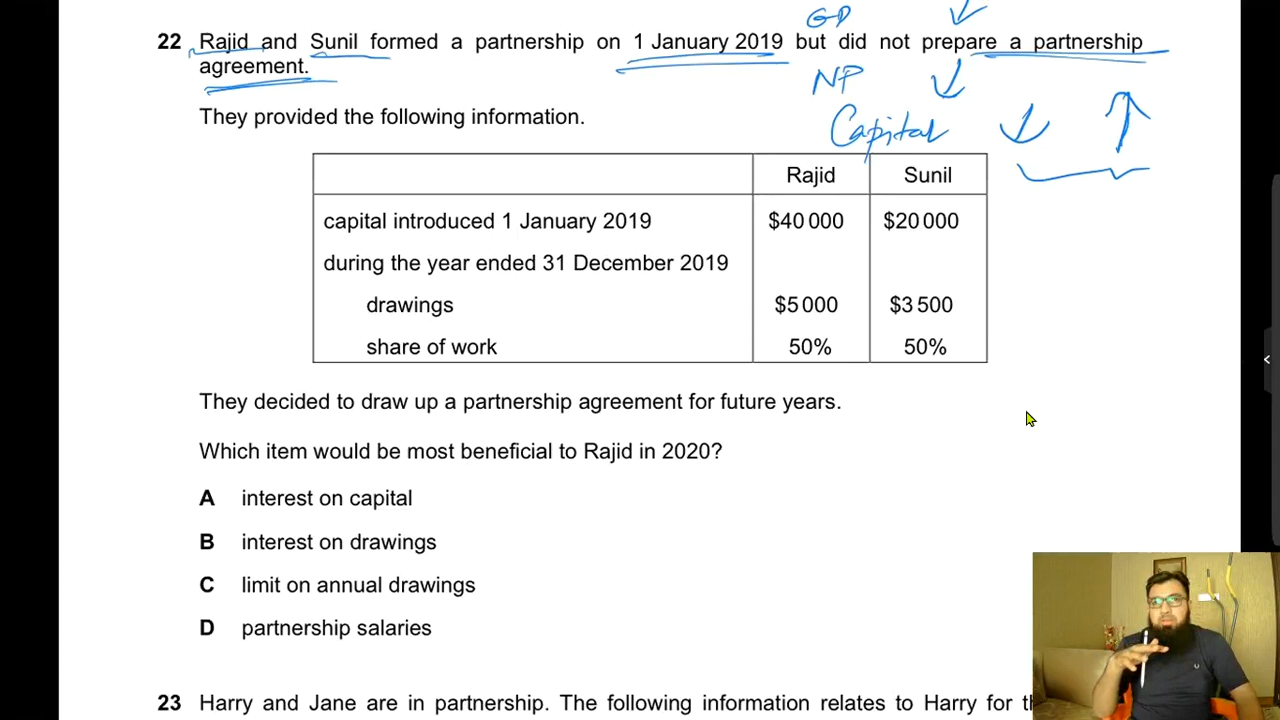 GP
22 Rajid and Sunil formed a partnership on 1 January 2019 but did not prepare a partnership
agreement.
NP
They provided the following information.
Capital
Rajid Sunil
capital introduced 1 January 2019 $40 000 $20 000
during the year ended 31 December 2019
drawings $5 000 $3 500
share of work 50% 50%
They decided to draw up a partnership agreement for future years.
Which item would be most beneficial to Rajid in 2020?
A interest on capital
B interest on drawings
C limit on annual drawings
D partnership salaries
23 Harry and Jane are in partnership. The following information relates to Harry for